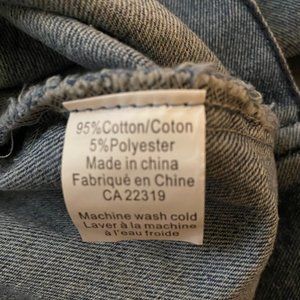 95%Cotton/Coton
5%Polyester
Made in china
Fabriqué en Chine
CA 22319
Machine wash cold
Laver à la machine
à l'eau froide